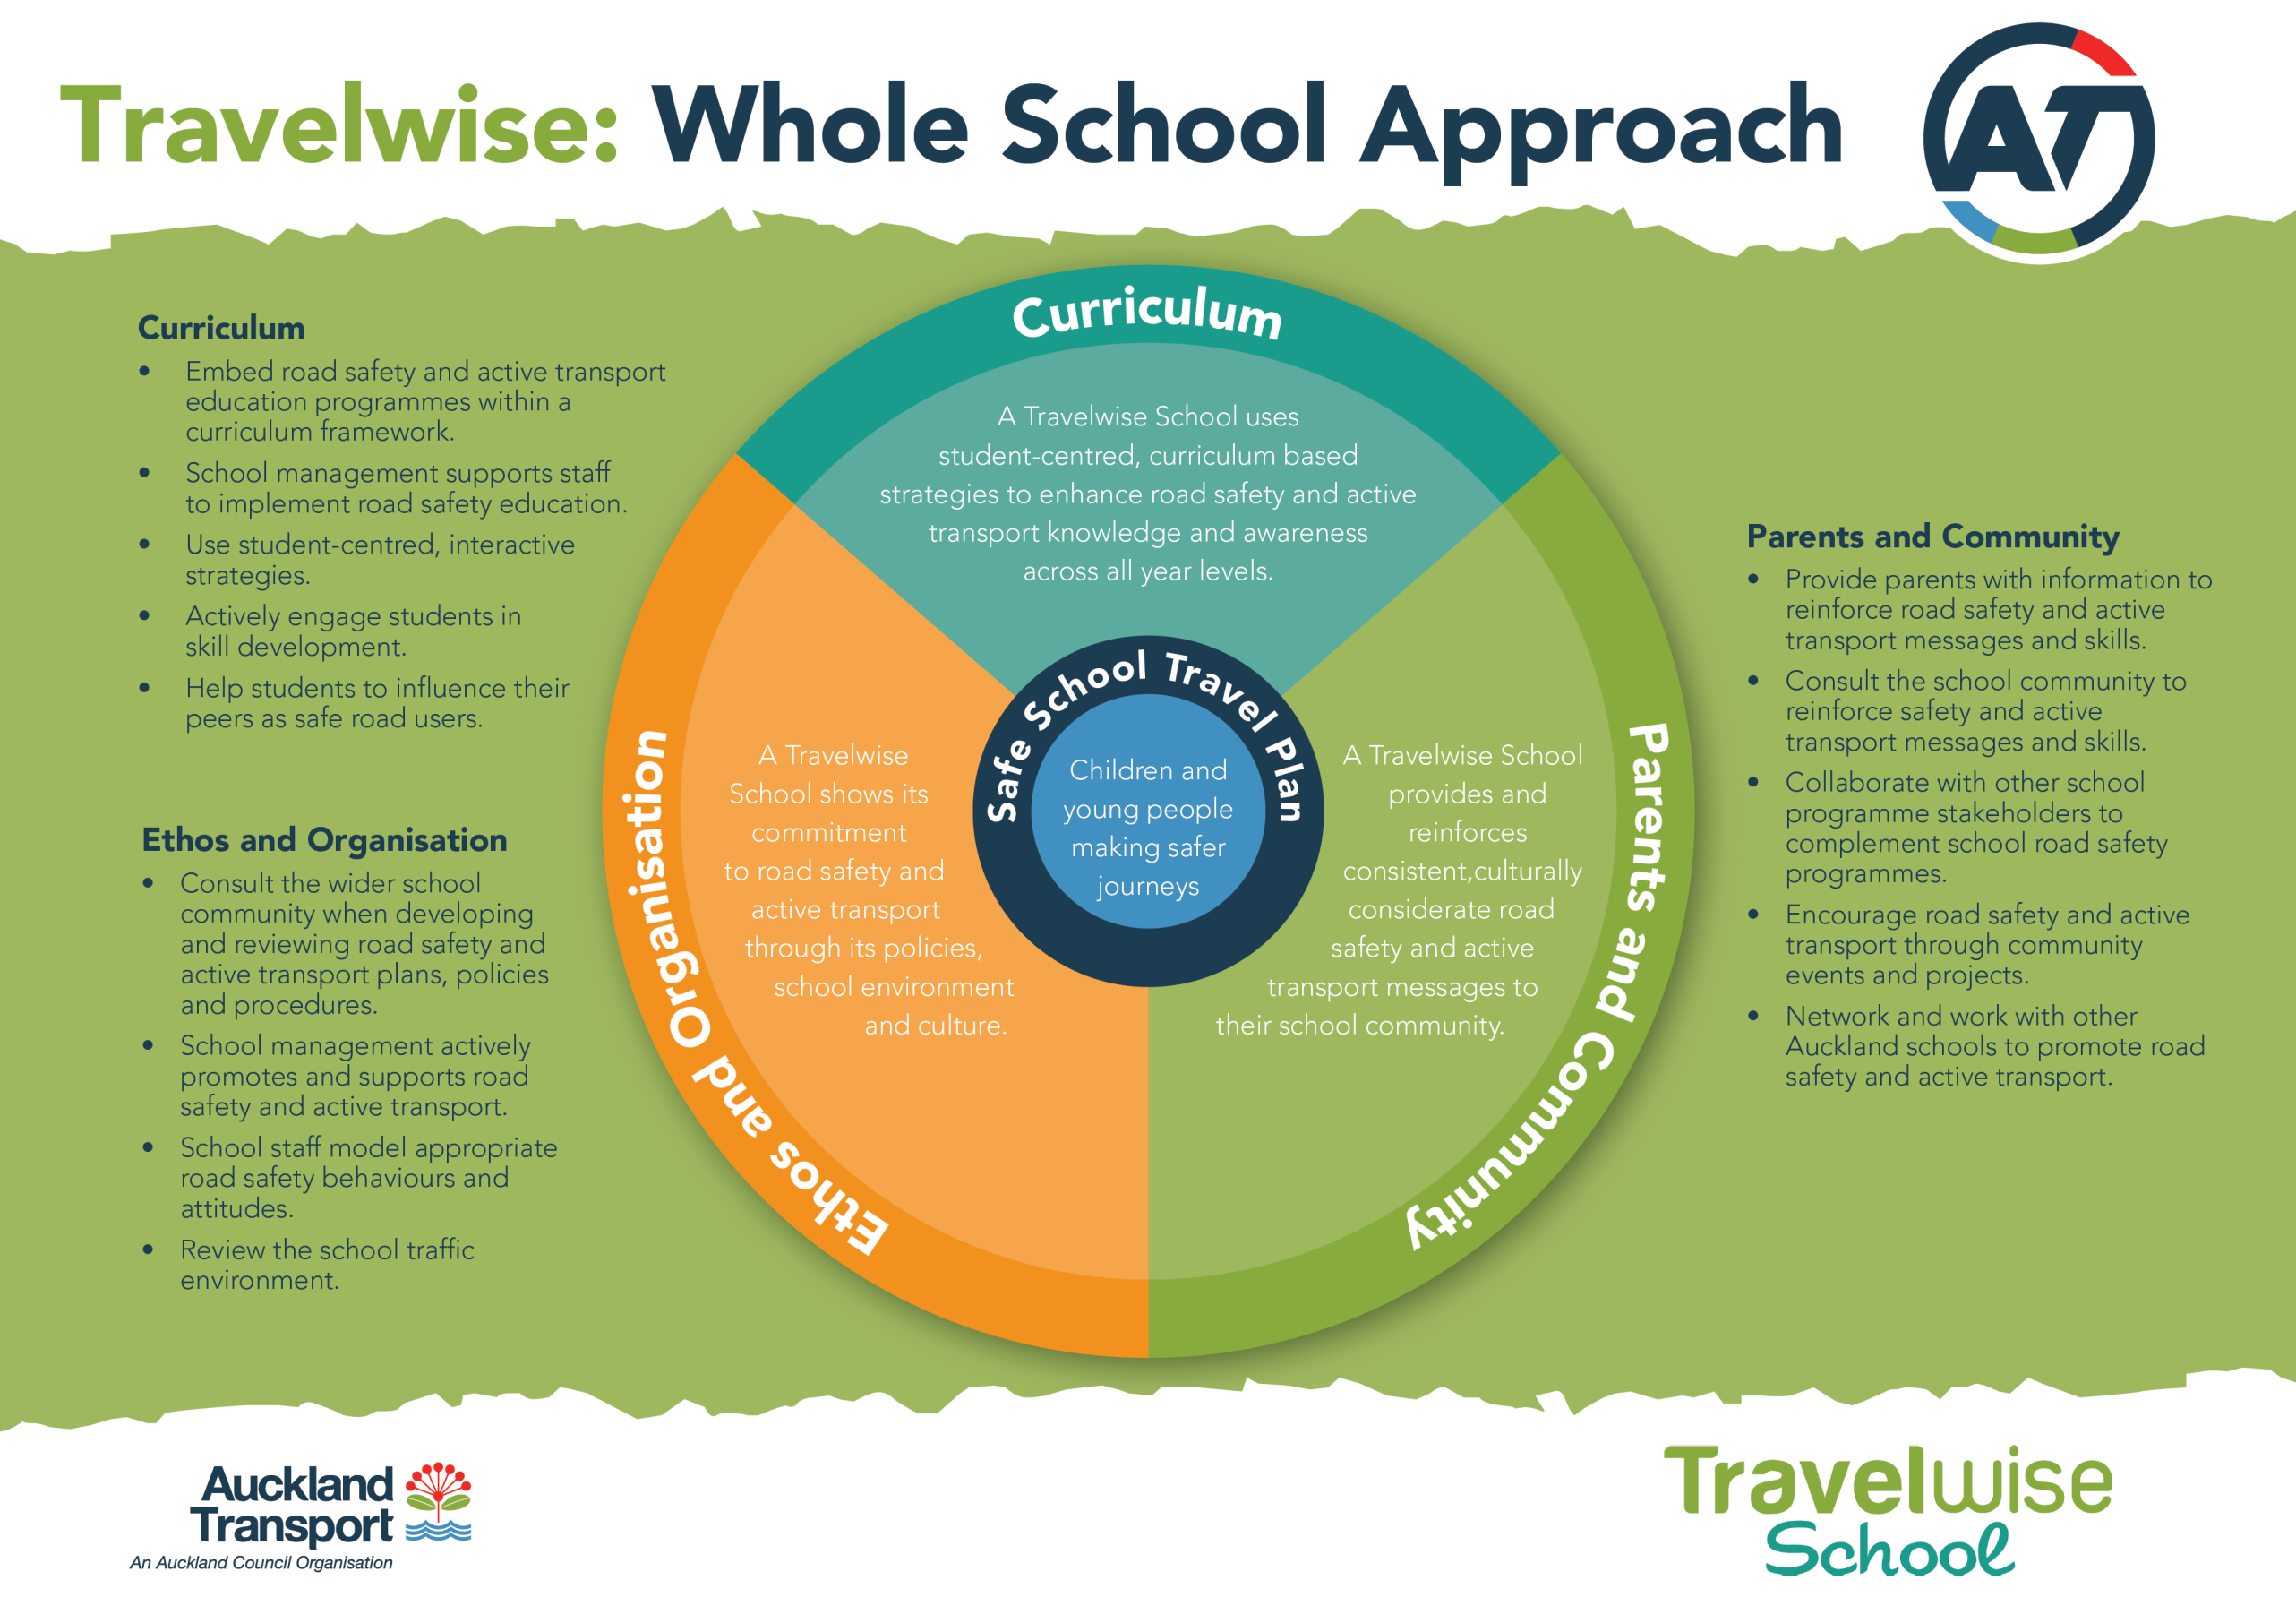 Travelwise: Whole School Approach
AT
Curriculum
• Embed road safety and active transport
education programmes within a
curriculum framework.
• School management supports staff
to implement road safety education.
• Use student-centred, interactive
strategies.
• Actively engage students in
skill development.
• Help students to influence their
peers as safe road users.
Ethos and Organisation
• Consult the wider school
community when developing
and reviewing road safety and
active transport plans, policies
and procedures.
• School management actively
promotes and supports road
safety and active transport.
• School staff model appropriate
road safety behaviours and
attitudes.
• Review the school traffic
environment.
Curriculum
A Travelwise School uses
student-centred, curriculum based
strategies to enhance road safety and active
transport knowledge and awareness
across all year levels.
Ethos and Organisation
A Travelwise
School shows its
commitment
to road safety and
active transport
through its policies,
school environment
and culture.
Safe School Travel Plan
Children and
young people
making safer
journeys
Parents and Community
A Travelwise School
provides and
reinforces
consistent,culturally
considerate road
safety and active
transport messages to
their school community.
Parents and Community
• Provide parents with information to
reinforce road safety and active
transport messages and skills.
• Consult the school community to
reinforce safety and active
transport messages and skills.
• Collaborate with other school
programme stakeholders to
complement school road safety
programmes.
• Encourage road safety and active
transport through community
events and projects.
• Network and work with other
Auckland schools to promote road
safety and active transport.
Auckland
Transport
An Auckland Council Organisation
Travelwise
School